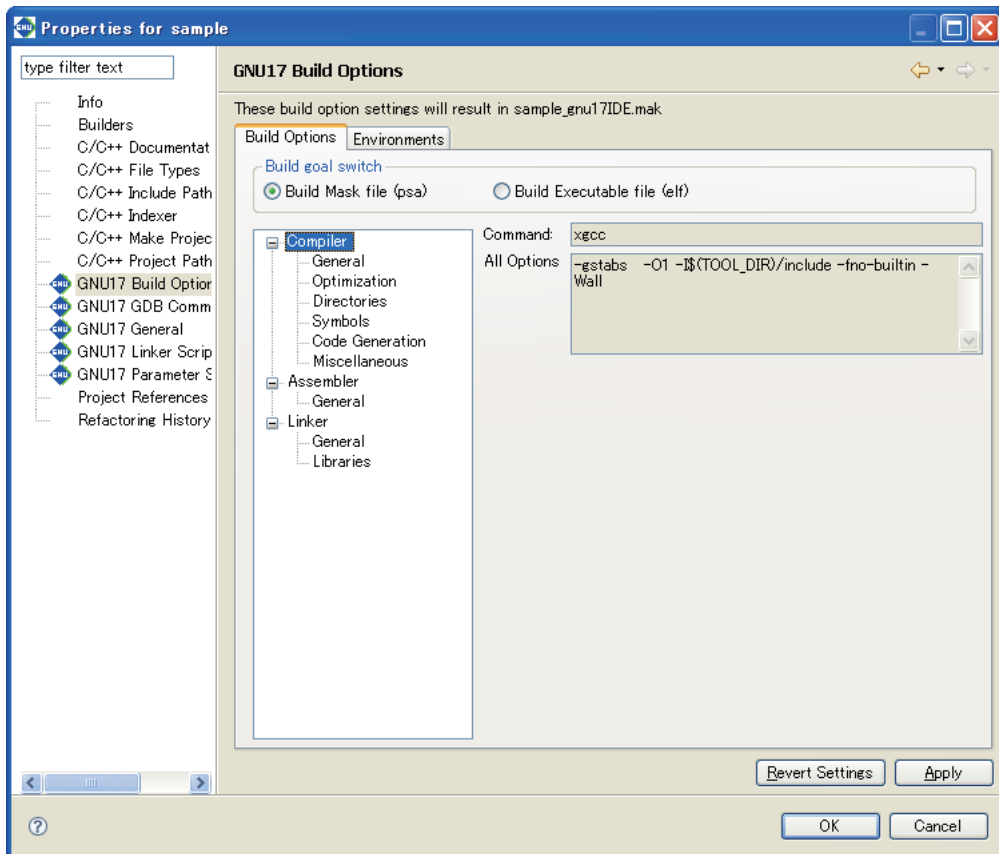 Properties for sample
type filter text
Info
Builders
C/C++ Documentat
C/C++ File Types
C/C++ Include Path
C/C++ Indexer
C/C++ Make Projec
C/C++ Project Path
GNU17 Build Option
GNU17 GDB Comm
GNU17 General
GNU17 Linker Scrip
GNU17 Parameter S
Project References
Refactoring History
GNU17 Build Options
These build option settings will result in sample_gnu17IDE.mak
Build Options
Environments
Build goal switch
Build Mask file (psa)
Build Executable file (elf)
Compiler
General
Optimization
Directories
Symbols
Code Generation
Miscellaneous
Assembler
General
Linker
General
Libraries
Command: xgcc
All Options -gstabs -O1 -I$(TOOL_DIR)/include -fno-builtin -
Wall
Revert Settings
Apply
OK
Cancel